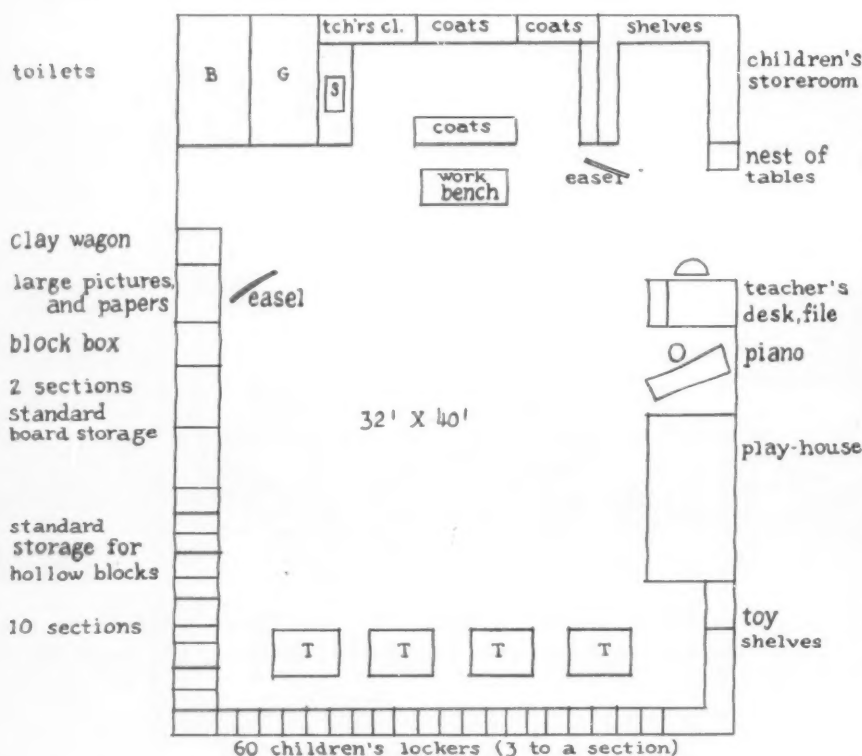 tch'rs cl.
coats
coats
shelves
toilets
B
G
S
children's
storeroom
coats
nest of
tables
work
bench
easer
clay wagon
large pictures,
and papers
easel
teacher's
desk, file
block box
piano
2 sections
standard
board storage
32' X 40'
play-house
standard
storage for
hollow blocks
10 sections
T
T
T
T
toy
shelves
60 children's lockers (3 to a section)